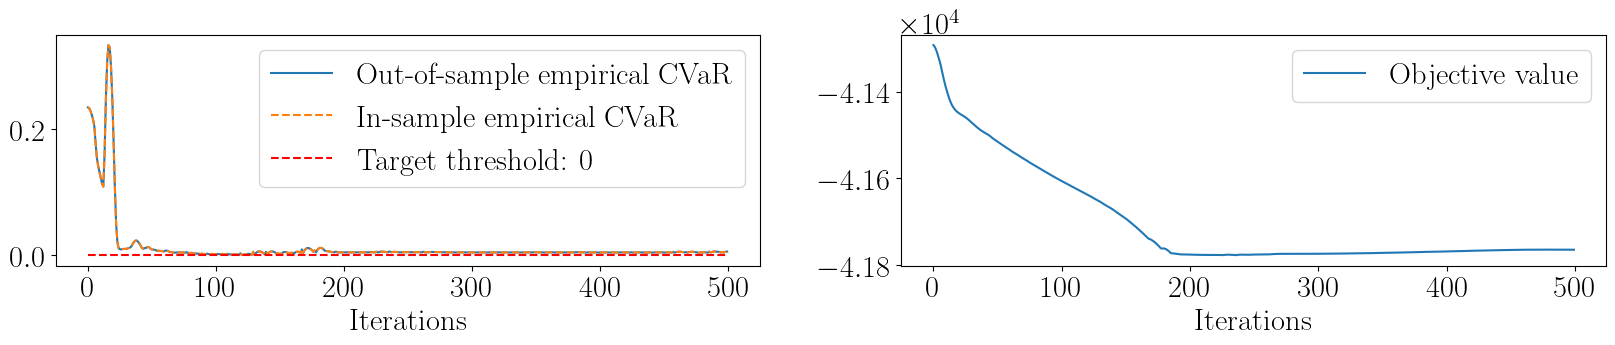 Out-of-sample empirical CVaR
In-sample empirical CVaR
Target threshold: 0
0.2
0.0
0 100 200 300 400 500
Iterations
×10⁴
Objective value
−4.14
−4.16
−4.18
0 100 200 300 400 500
Iterations